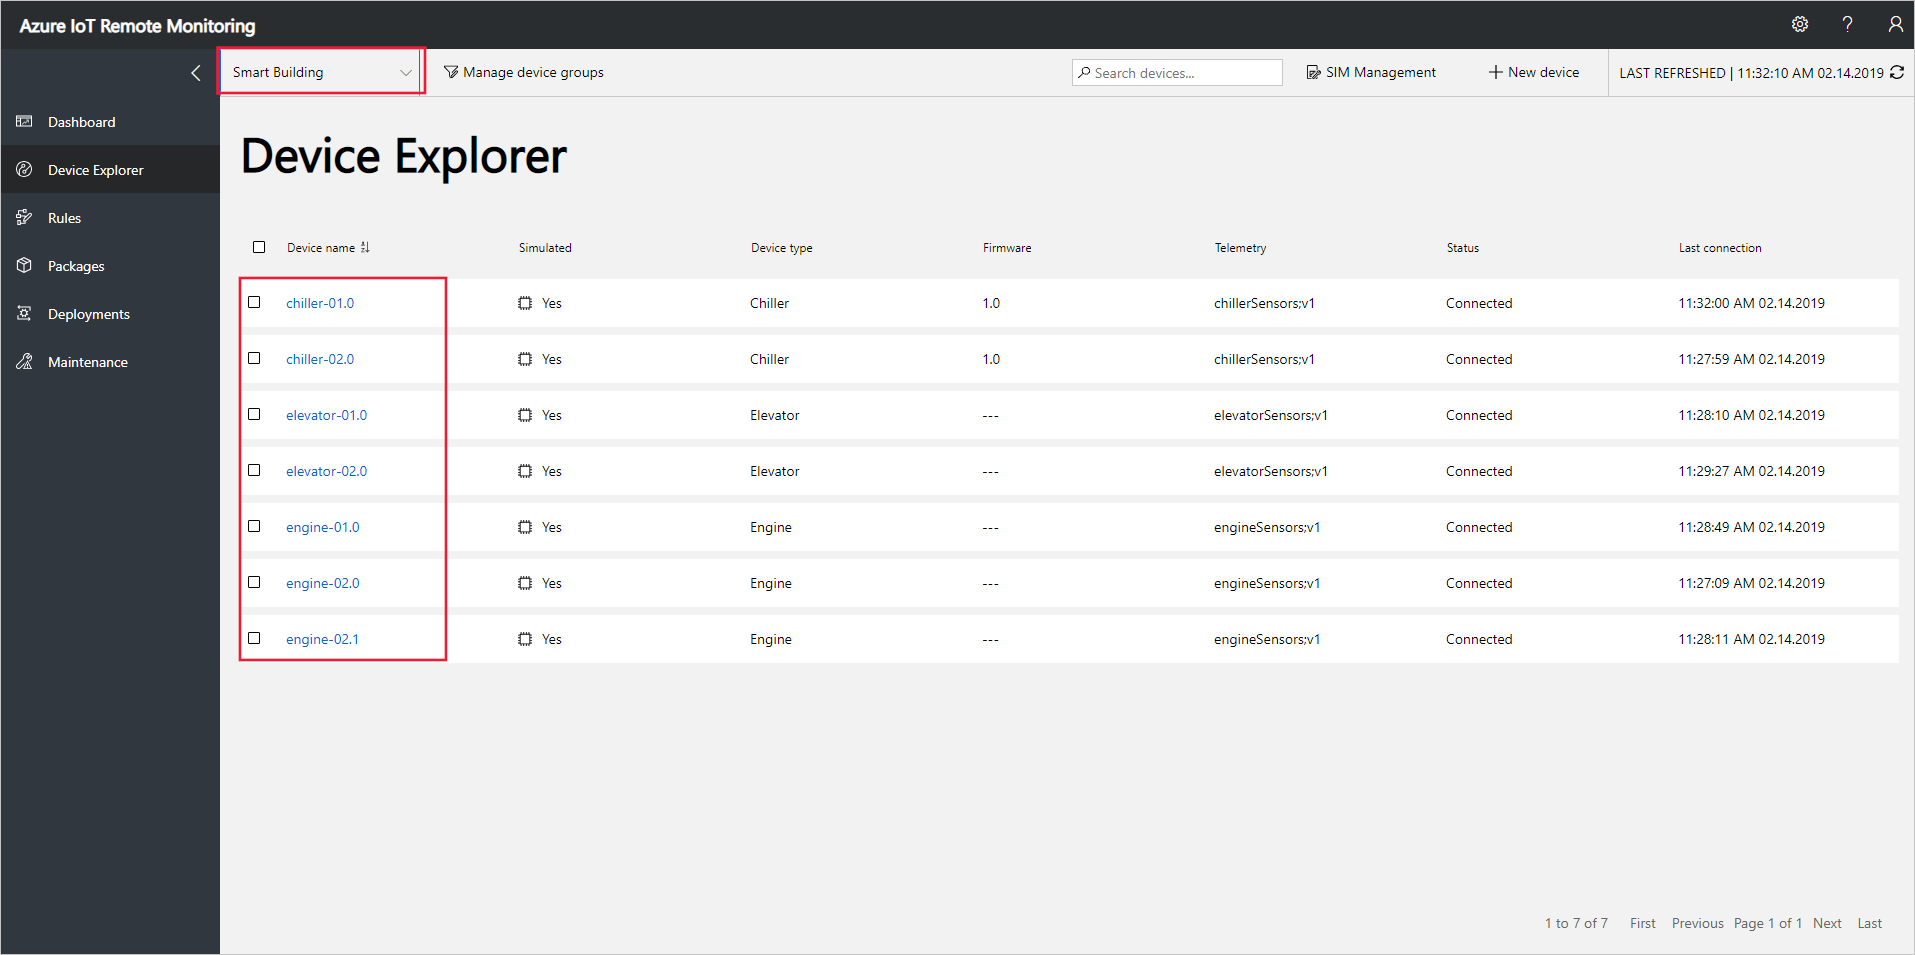 Azure IoT Remote Monitoring
?
Smart Building
Manage device groups
Search devices...
SIM Management
New device
LAST REFRESHED | 11:32:10 AM 02.14.2019
Dashboard
Device Explorer
Rules
Packages
Deployments
Maintenance
Device Explorer
Device name Simulated Device type Firmware Telemetry Status Last connection
chiller-01.0 Yes Chiller 1.0 chillerSensors;v1 Connected 11:32:00 AM 02.14.2019
chiller-02.0 Yes Chiller 1.0 chillerSensors;v1 Connected 11:27:59 AM 02.14.2019
elevator-01.0 Yes Elevator --- elevatorSensors;v1 Connected 11:28:10 AM 02.14.2019
elevator-02.0 Yes Elevator --- elevatorSensors;v1 Connected 11:29:27 AM 02.14.2019
engine-01.0 Yes Engine --- engineSensors;v1 Connected 11:28:49 AM 02.14.2019
engine-02.0 Yes Engine --- engineSensors;v1 Connected 11:27:09 AM 02.14.2019
engine-02.1 Yes Engine --- engineSensors;v1 Connected 11:28:11 AM 02.14.2019
1 to 7 of 7 First Previous Page 1 of 1 Next Last